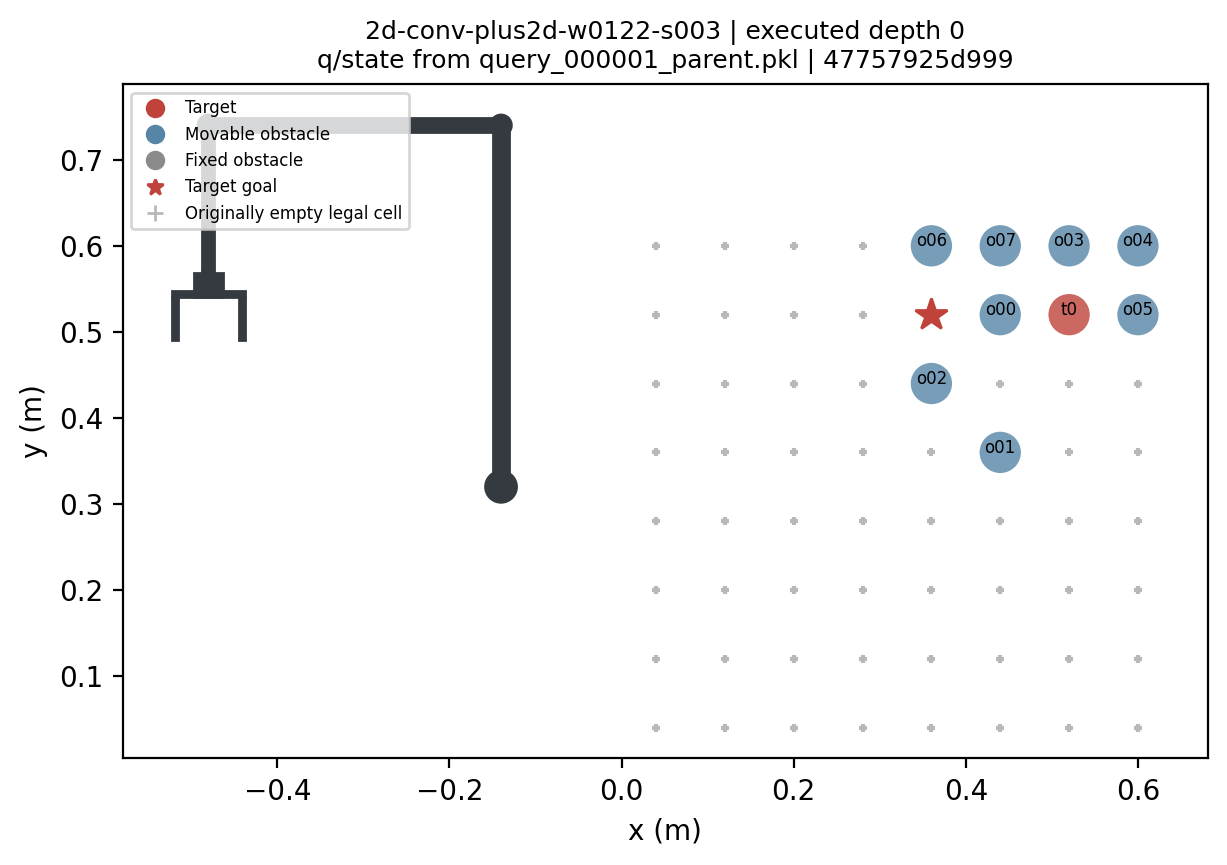 2d-conv-plus2d-w0122-s003 | executed depth 0
q/state from query_000001_parent.pkl | 47757925d999
Target
Movable obstacle
Fixed obstacle
Target goal
Originally empty legal cell
o06 o07 o03 o04
o00 t0 o05
o02
o01
0.7
0.6
0.5
0.4
0.3
0.2
0.1
y (m)
−0.4 −0.2 0.0 0.2 0.4 0.6
x (m)